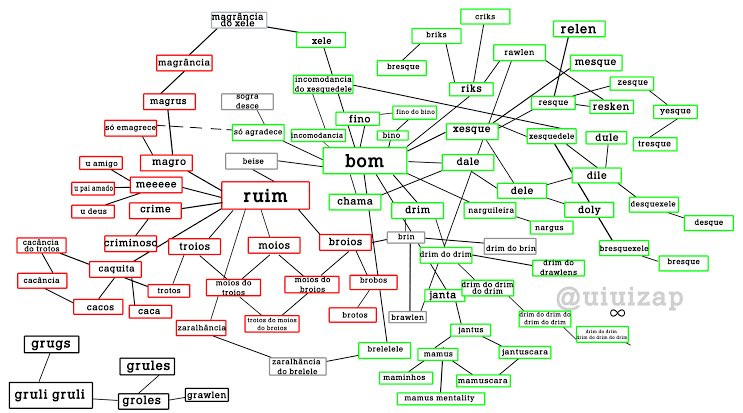 magrância
do xele
xele
criks
briks
rawlen
relen
bresque
mesque
magrância
incomodancia
do xesquedele
riks
zesque
magrus
sogra
desce
resque
resken
yesque
fino
fino do bino
só emagrece
só agradece
incomodancia
bino
xesque
xesquedele
dule
tresque
u amigo
magro
beise
bom
dale
dile
meeeee
u pai amado
ruim
dele
u deus
crime
chama
drim
narguileira
doly
desquexele
nargus
desque
criminoso
troios
moios
broios
brin
drim do brin
bresquexele
cacância
do trotos
caquita
drim do drim
drim do
drawlens
bresque
cacância
trotos
moios do
troios
moios do
broios
brobos
janta
drim do drim
do drim
@uiuizap
cacos
caca
troios do moios
do broios
brotos
brawlen
drim do drim do
drim do drim
∞
zaralhância
jantus
drim do drim
drim do drim do drim
grugs
brelelele
mamus
jantuscara
zaralhância
do brelele
grules
maminhos
mamuscara
gruli gruli
groles
grawlen
mamus mentality